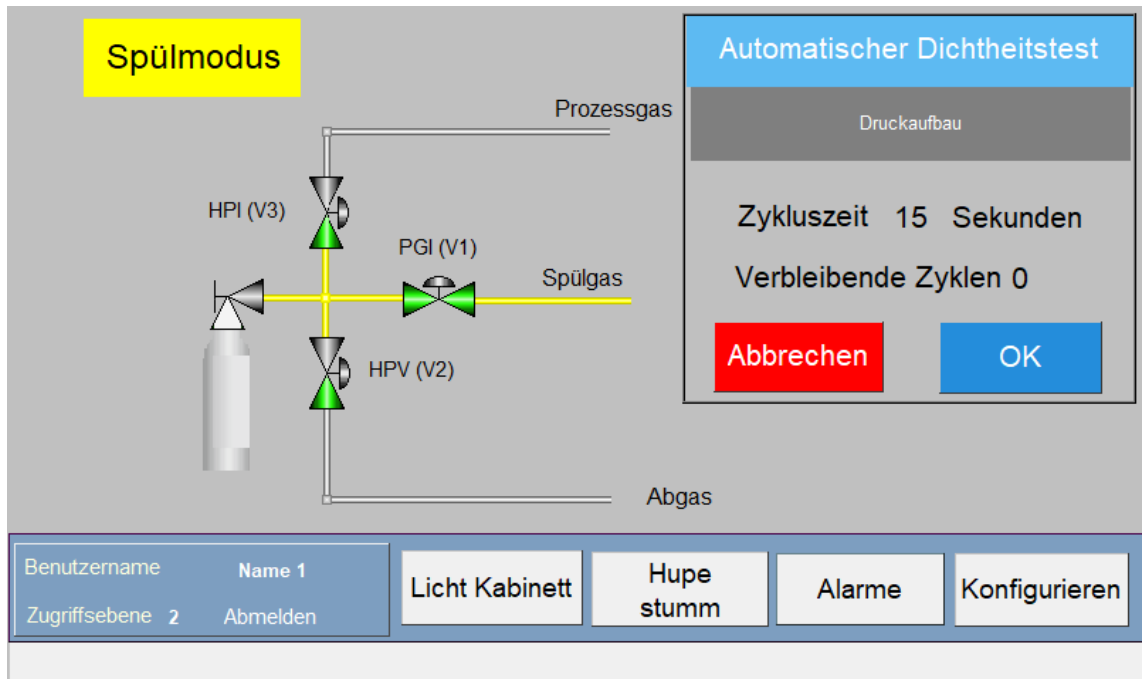 Spülmodus
Automatischer Dichtheitstest
Druckaufbau
Prozessgas
HPI (V3)
PGI (V1)
Spülgas
HPV (V2)
Abgas
Zykluszeit 15 Sekunden
Verbleibende Zyklen 0
Abbrechen
OK
Benutzername Name 1
Zugriffsebene 2 Abmelden
Licht Kabinett
Hupe
stumm
Alarme
Konfigurieren